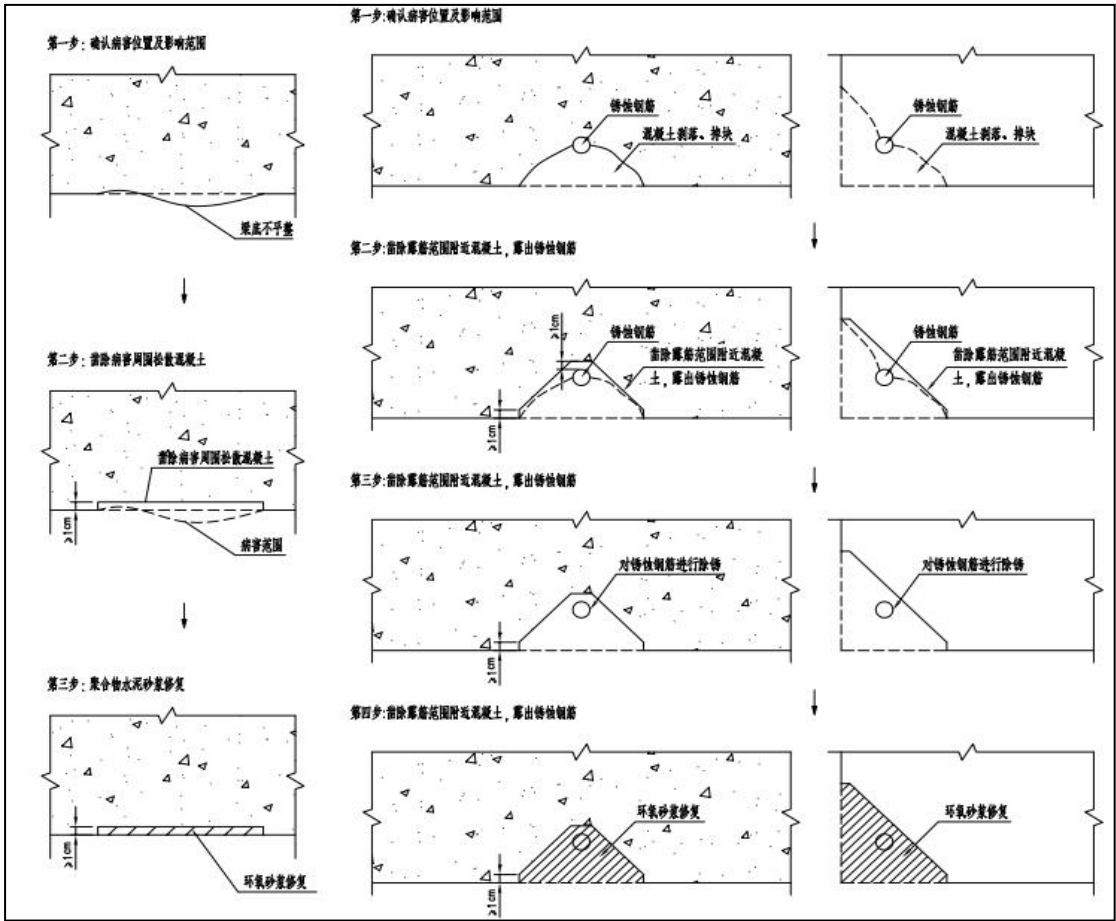 第一步：确认病害位置及影响范围
梁底不平整
第二步：凿除病害周围松散混凝土
凿除病害周围松散混凝土
≥1cm
病害范围
第三步：聚合物水泥砂浆修复
≥1cm
环氧砂浆修复
第一步:确认病害位置及影响范围
锈蚀钢筋
混凝土剥落、掉块
锈蚀钢筋
混凝土剥落、掉块
第二步:凿除露筋范围附近混凝土，露出锈蚀钢筋
≥1cm
锈蚀钢筋
凿除露筋范围附近混凝
土，露出锈蚀钢筋
≥1cm
锈蚀钢筋
凿除露筋范围附近混凝
土，露出锈蚀钢筋
第三步:凿除露筋范围附近混凝土，露出锈蚀钢筋
对锈蚀钢筋进行除锈
≥1cm
对锈蚀钢筋进行除锈
第四步:凿除露筋范围附近混凝土，露出锈蚀钢筋
环氧砂浆修复
≥1cm
环氧砂浆修复